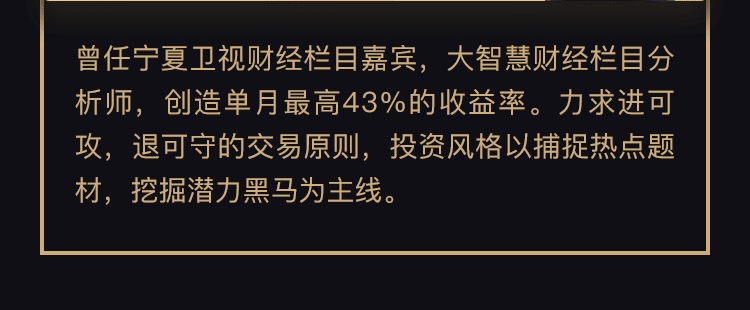 曾任宁夏卫视财经栏目嘉宾，大智慧财经栏目分
析师，创造单月最高43%的收益率。力求进可
攻，退可守的交易原则，投资风格以捕捉热点题
材，挖掘潜力黑马为主线。